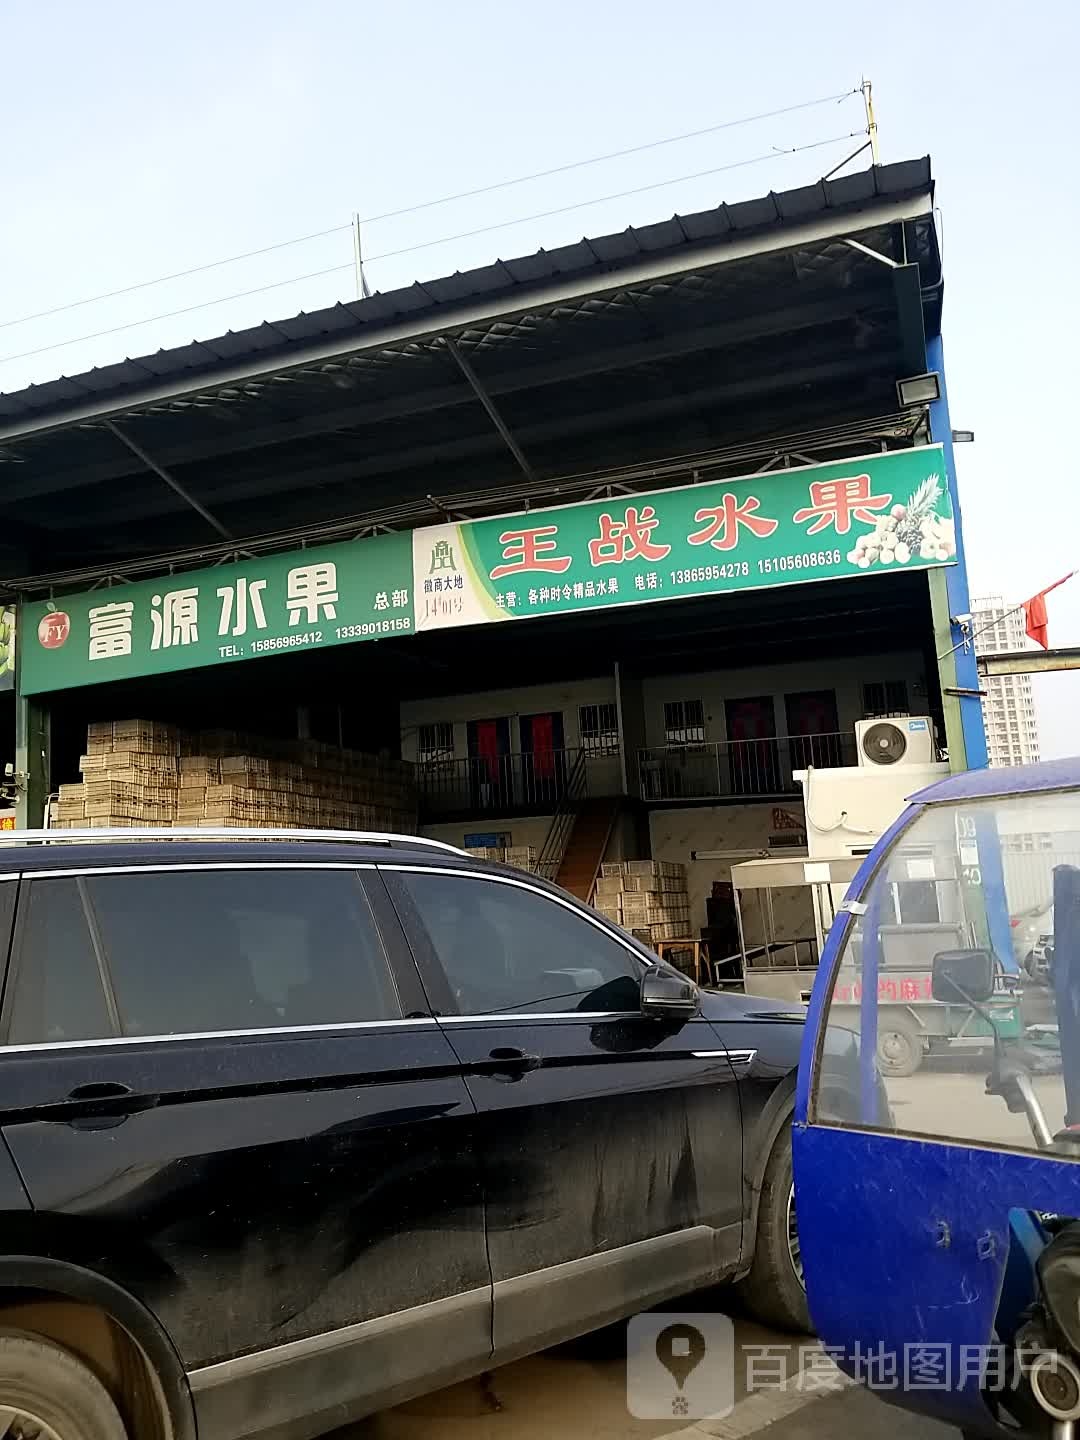 FY
富源水果
总部
TEL：15856965412 13339018158
徽商大地
王战水果
主营：各种时令精品水果 电话：13865954278 15105608636
Midea
麻
百度地图用户